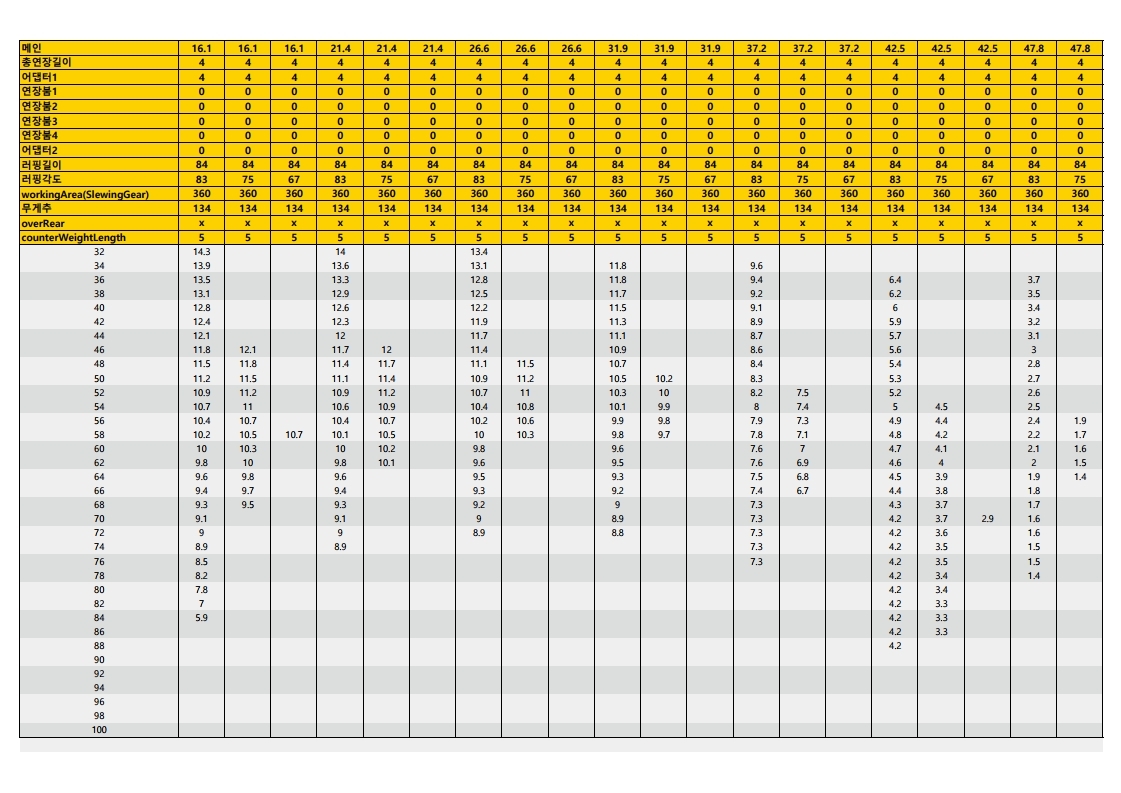 메인 16.1 16.1 16.1 21.4 21.4 21.4 26.6 26.6 26.6 31.9 31.9 31.9 37.2 37.2 37.2 42.5 42.5 42.5 47.8 47.8
총연장길이 4 4 4 4 4 4 4 4 4 4 4 4 4 4 4 4 4 4 4 4
어댑터1 4 4 4 4 4 4 4 4 4 4 4 4 4 4 4 4 4 4 4 4
연장붐1 0 0 0 0 0 0 0 0 0 0 0 0 0 0 0 0 0 0 0 0
연장붐2 0 0 0 0 0 0 0 0 0 0 0 0 0 0 0 0 0 0 0 0
연장붐3 0 0 0 0 0 0 0 0 0 0 0 0 0 0 0 0 0 0 0 0
연장붐4 0 0 0 0 0 0 0 0 0 0 0 0 0 0 0 0 0 0 0 0
어댑터2 0 0 0 0 0 0 0 0 0 0 0 0 0 0 0 0 0 0 0 0
러핑길이 84 84 84 84 84 84 84 84 84 84 84 84 84 84 84 84 84 84 84 84
러핑각도 83 75 67 83 75 67 83 75 67 83 75 67 83 75 67 83 75 67 83 75
workingArea(SlewingGear) 360 360 360 360 360 360 360 360 360 360 360 360 360 360 360 360 360 360 360 360
무게추 134 134 134 134 134 134 134 134 134 134 134 134 134 134 134 134 134 134 134 134
overRear x x x x x x x x x x x x x x x x x x x x
counterWeightLength 5 5 5 5 5 5 5 5 5 5 5 5 5 5 5 5 5 5 5 5
32 14.3 14 13.4
34 13.9 13.6 13.1 11.8 9.6
36 13.5 13.3 12.8 11.8 9.4 6.4 3.7
38 13.1 12.9 12.5 11.7 9.2 6.2 3.5
40 12.8 12.6 12.2 11.5 9.1 6 3.4
42 12.4 12.3 11.9 11.3 8.9 5.9 3.2
44 12.1 12 11.7 11.1 8.7 5.7 3.1
46 11.8 12.1 11.7 12 11.4 10.9 8.6 5.6 3
48 11.5 11.8 11.4 11.7 11.1 11.5 10.7 8.4 5.4 2.8
50 11.2 11.5 11.1 11.4 10.9 11.2 10.5 10.2 8.3 5.3 2.7
52 10.9 11.2 10.9 11.2 10.7 11 10.3 10 8.2 7.5 5.2 2.6
54 10.7 11 10.6 10.9 10.4 10.8 10.1 9.9 8 7.4 5 4.5 2.5
56 10.4 10.7 10.4 10.7 10.2 10.6 9.9 9.8 7.9 7.3 4.9 4.4 2.4 1.9
58 10.2 10.5 10.7 10.1 10.5 10 10.3 9.8 9.7 7.8 7.1 4.8 4.2 2.2 1.7
60 10 10.3 10 10.2 9.8 9.6 7.6 7 4.7 4.1 2.1 1.6
62 9.8 10 9.8 10.1 9.6 9.5 7.6 6.9 4.6 4 2 1.5
64 9.6 9.8 9.6 9.5 9.3 7.5 6.8 4.5 3.9 1.9 1.4
66 9.4 9.7 9.4 9.3 9.2 7.4 6.7 4.4 3.8 1.8
68 9.3 9.5 9.3 9.2 9 7.3 4.3 3.7 1.7
70 9.1 9.1 9 8.9 7.3 4.2 3.7 2.9 1.6
72 9 9 8.9 8.8 7.3 4.2 3.6 1.6
74 8.9 8.9 7.3 4.2 3.5 1.5
76 8.5 7.3 4.2 3.5 1.5
78 8.2 4.2 3.4 1.4
80 7.8 4.2 3.4
82 7 4.2 3.3
84 5.9 4.2 3.3
86 4.2 3.3
88 4.2
90
92
94
96
98
100